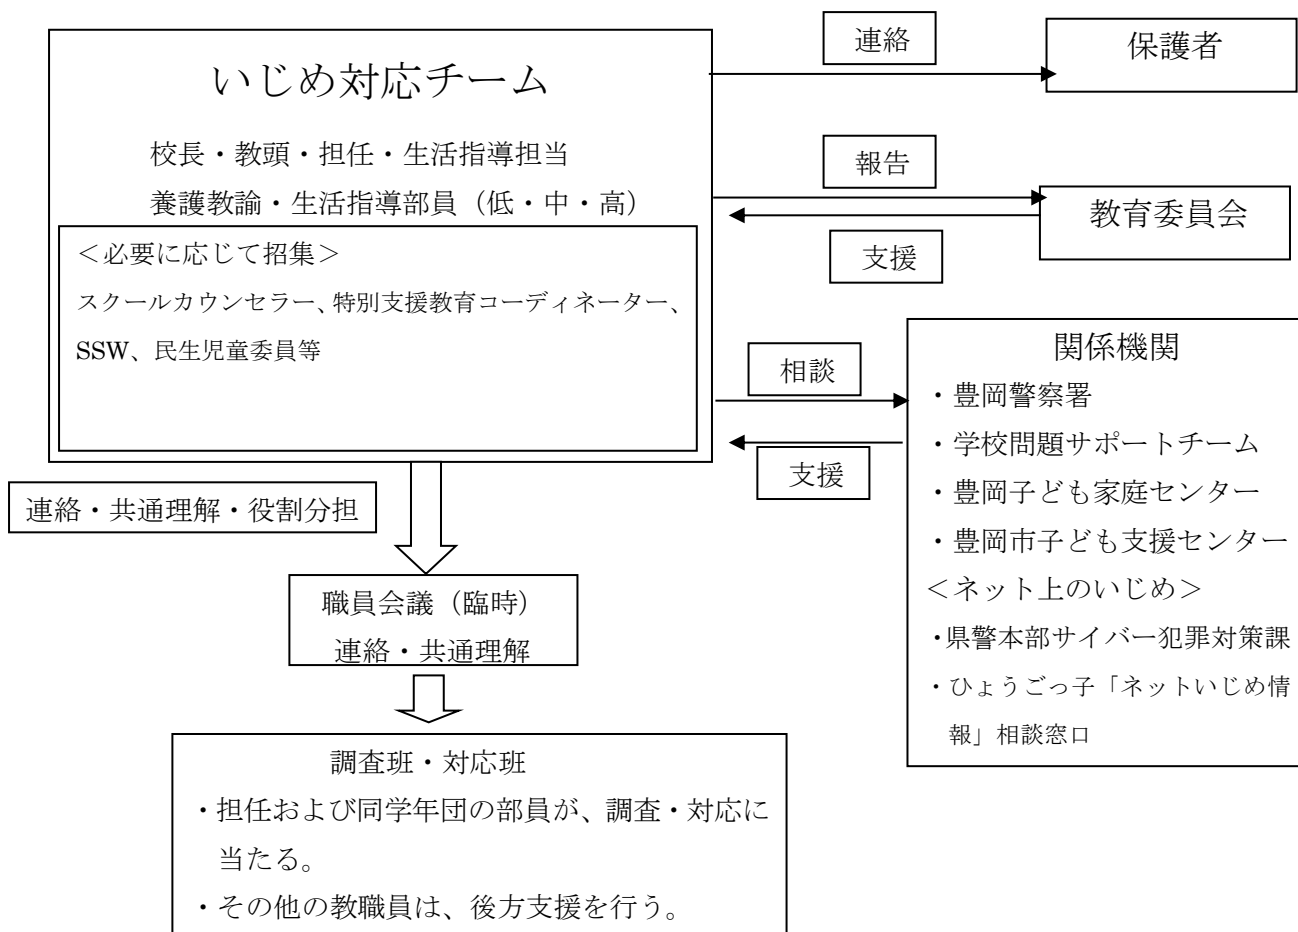 いじめ対応チーム
校長・教頭・担任・生活指導担当
養護教諭・生活指導部員（低・中・高）
＜必要に応じて招集＞
スクールカウンセラー、特別支援教育コーディネーター、
SSW、民生児童委員等
連絡
保護者
報告
教育委員会
支援
相談
支援
関係機関
・豊岡警察署
・学校問題サポートチーム
・豊岡子ども家庭センター
・豊岡市子ども支援センター
＜ネット上のいじめ＞
・県警本部サイバー犯罪対策課
・ひょうごっ子「ネットいじめ情
報」相談窓口
連絡・共通理解・役割分担
職員会議（臨時）
連絡・共通理解
調査班・対応班
・担任および同学年団の部員が、調査・対応に
当たる。
・その他の教職員は、後方支援を行う。